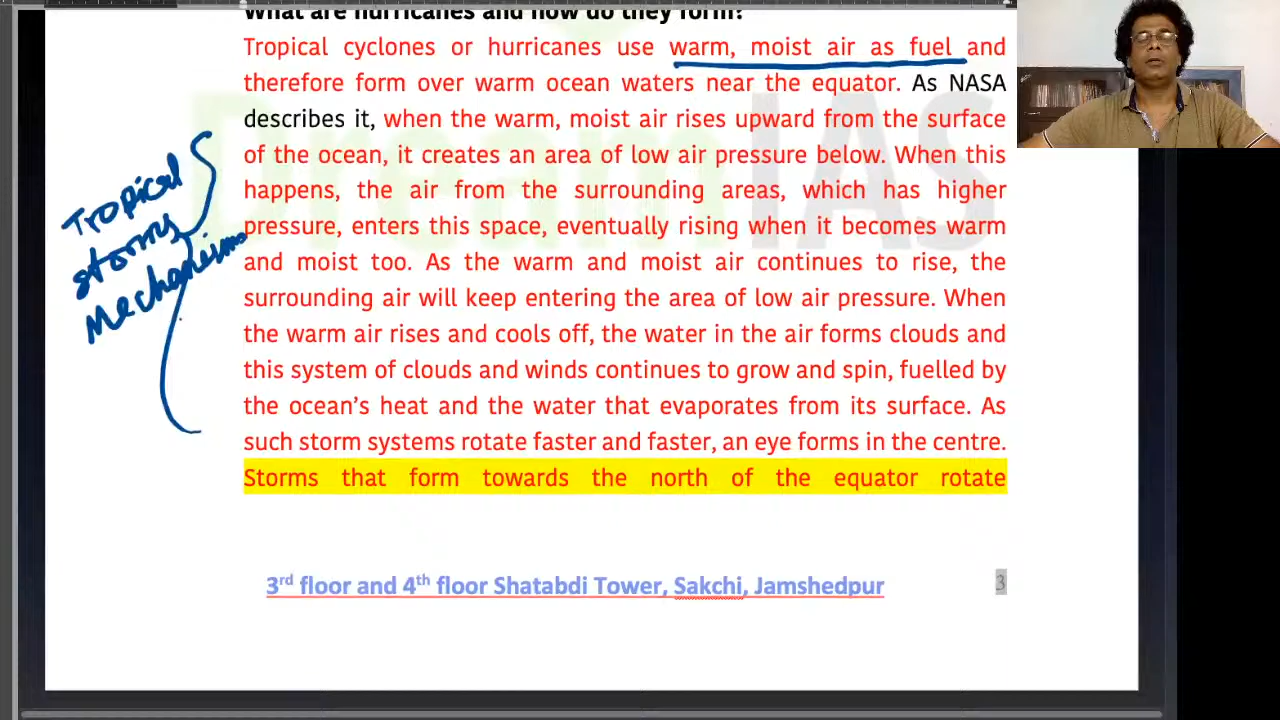 What are hurricanes and how do they form?
Tropical cyclones or hurricanes use warm, moist air as fuel and
therefore form over warm ocean waters near the equator. As NASA
describes it, when the warm, moist air rises upward from the surface
of the ocean, it creates an area of low air pressure below. When this
happens, the air from the surrounding areas, which has higher
pressure, enters this space, eventually rising when it becomes warm
and moist too. As the warm and moist air continues to rise, the
surrounding air will keep entering the area of low air pressure. When
the warm air rises and cools off, the water in the air forms clouds and
this system of clouds and winds continues to grow and spin, fuelled by
the ocean's heat and the water that evaporates from its surface. As
such storm systems rotate faster and faster, an eye forms in the centre.
Storms that form towards the north of the equator rotate
Tropical
storms
Mechanisms
DreamIAS
3rd floor and 4th floor Shatabdi Tower, Sakchi, Jamshedpur
3